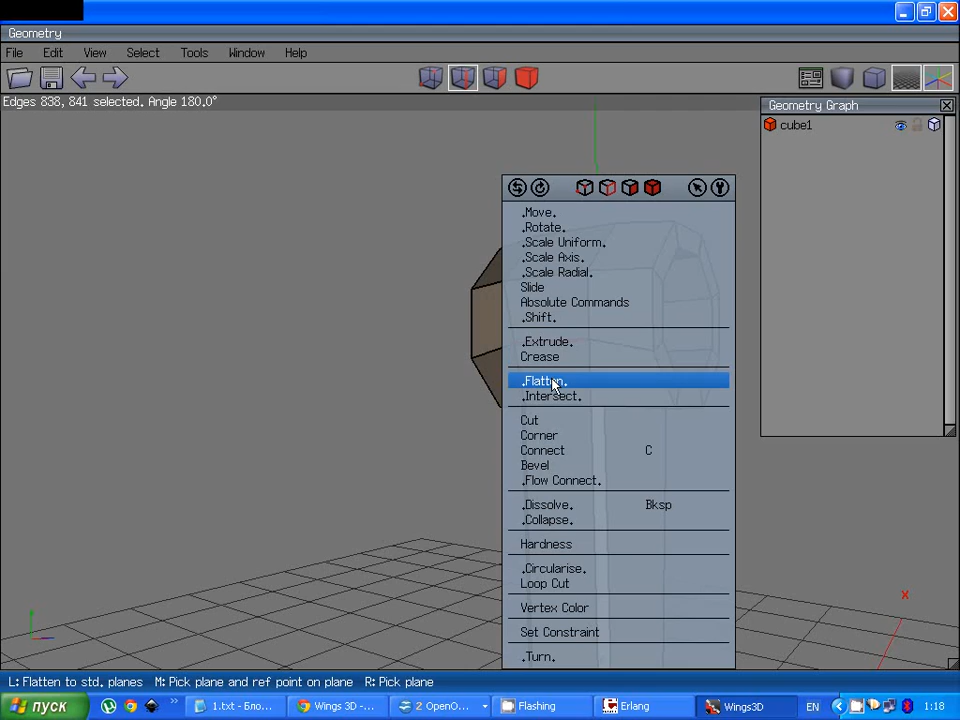 Geometry
File Edit View Select Tools Window Help
Edges 838, 841 selected. Angle 180.0°
Geometry Graph
cube1
.Move.
.Rotate.
.Scale Uniform.
.Scale Axis.
.Scale Radial.
Slide
Absolute Commands
.Shift.
.Extrude.
Crease
.Flatten.
.Intersect.
Cut
Corner
Connect C
Bevel
.Flow Connect.
.Dissolve. Bksp
.Collapse.
Hardness
.Circularise.
Loop Cut
Vertex Color
Set Constraint
.Turn.
x
L: Flatten to std. planes M: Pick plane and ref point on plane R: Pick plane
пуск 1.txt - Бло... Wings 3D -... 2 OpenO... Flashing Erlang Wings3D EN 1:18